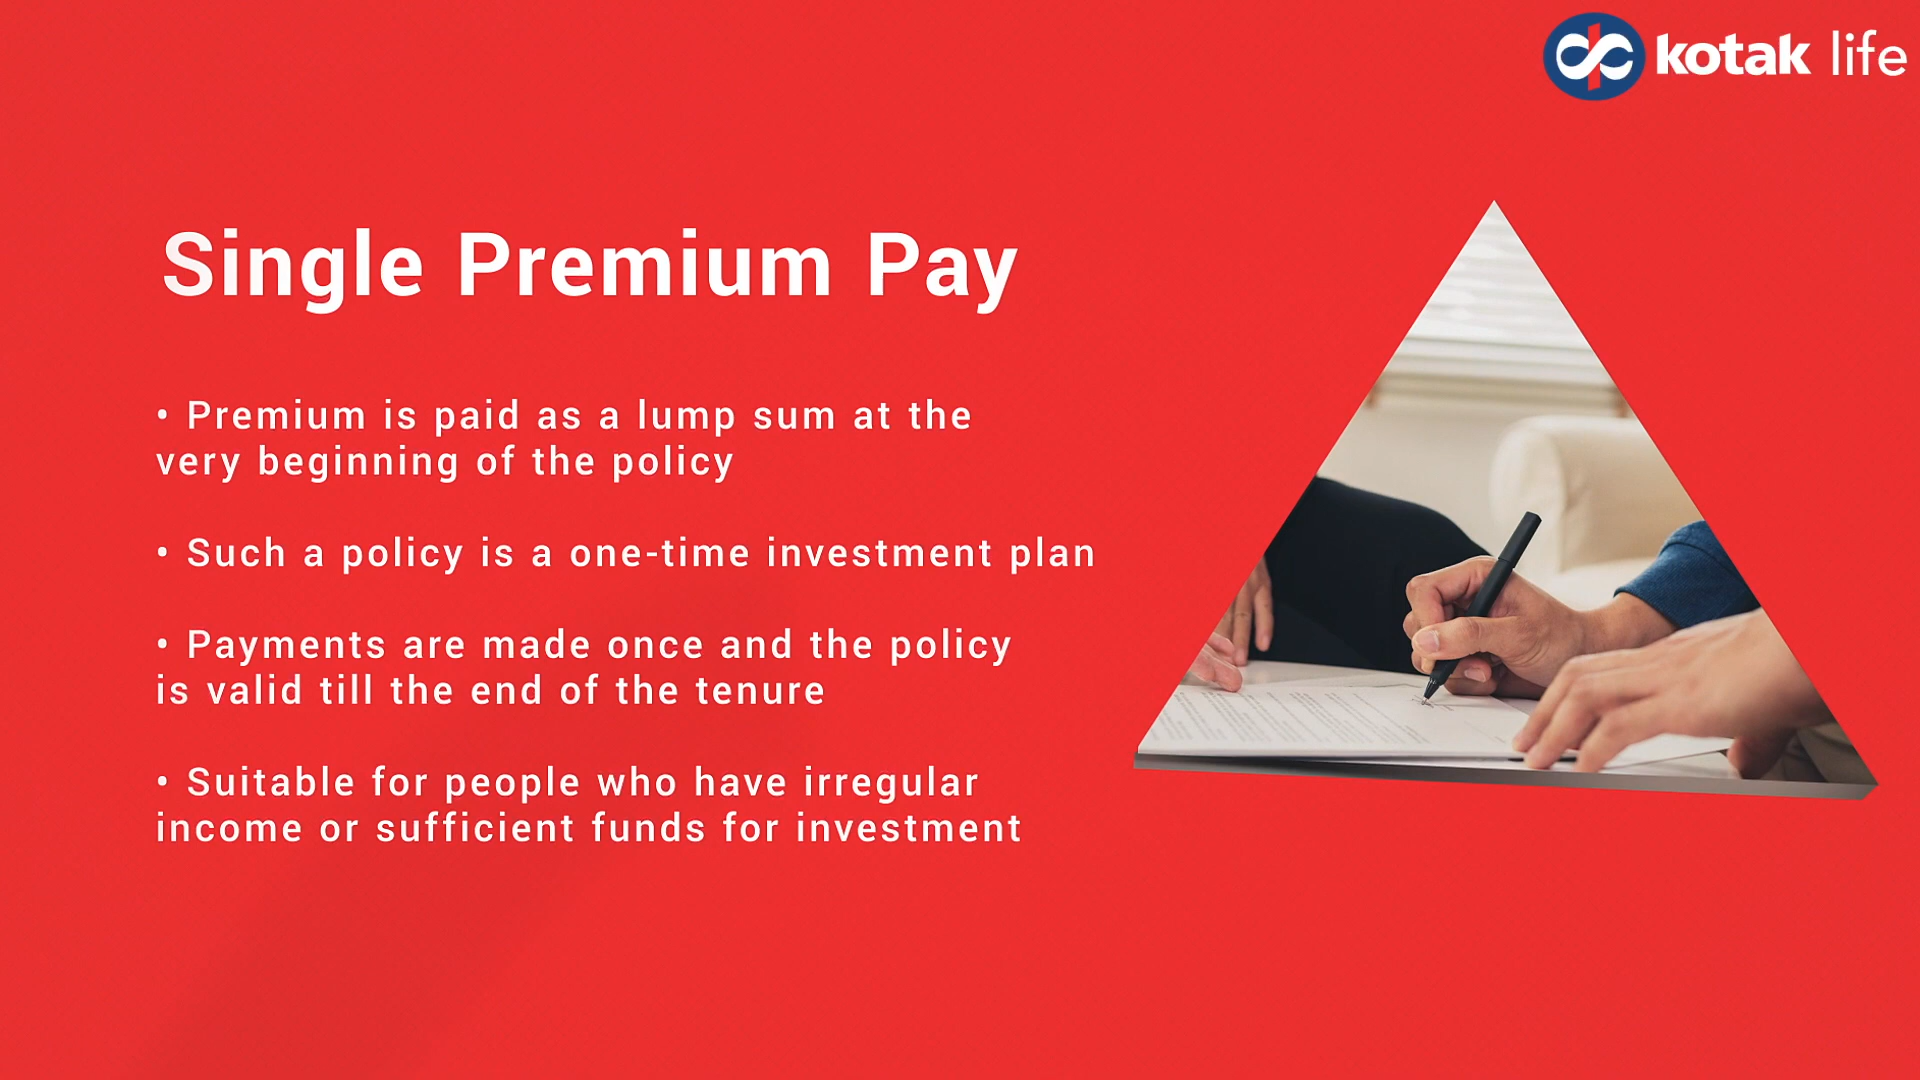 kotak life
Single Premium Pay
• Premium is paid as a lump sum at the
very beginning of the policy
• Such a policy is a one-time investment plan
• Payments are made once and the policy
is valid till the end of the tenure
• Suitable for people who have irregular
income or sufficient funds for investment